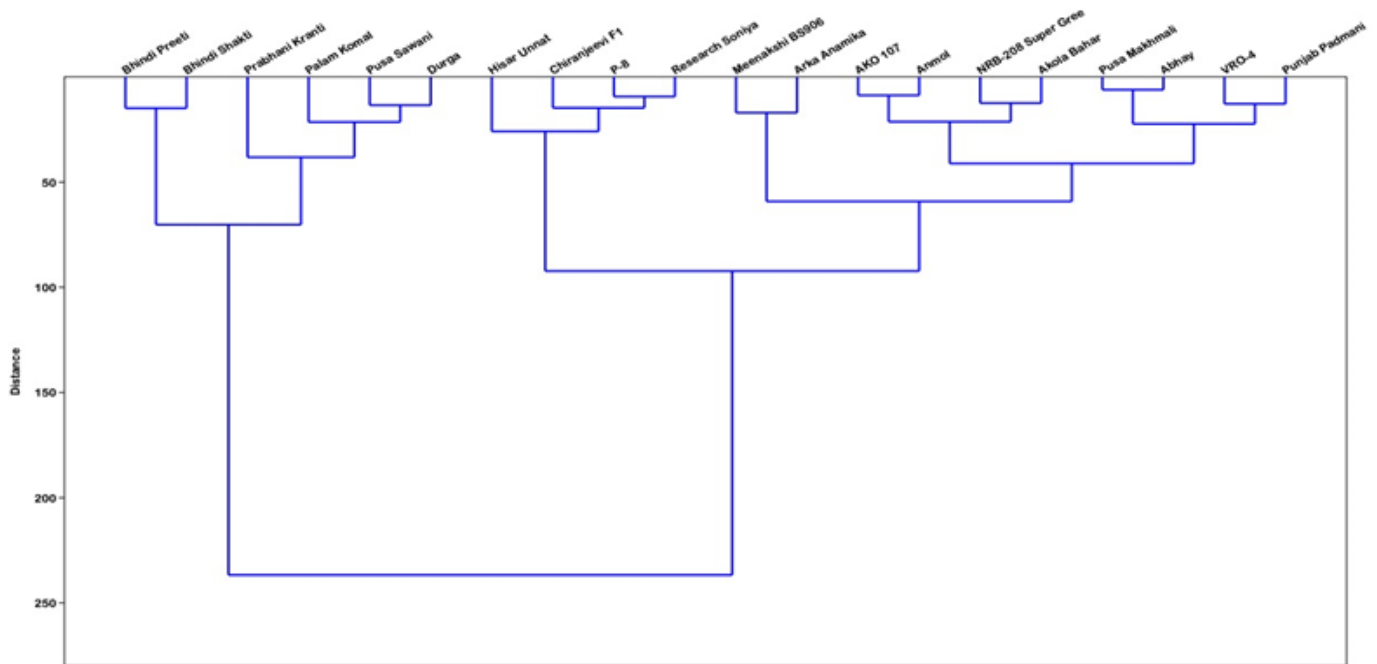 Bhindi Preeti
Bhindi Shakti
Prabhani Kranti
Palam Komal
Pusa Sawani
Durga
Hisar Unnat
Chiranjeevi F1
P-8
Research Soniya
Meenakshi BS906
Arka Anamika
AKO 107
Anmol
NRB-208 Super Gree
Akola Bahar
Pusa Makhmali
Abhay
VRO-4
Punjab Padmani
50
100
150
200
250
Distance